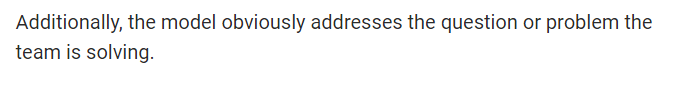 Additionally, the model obviously addresses the question or problem the
team is solving.